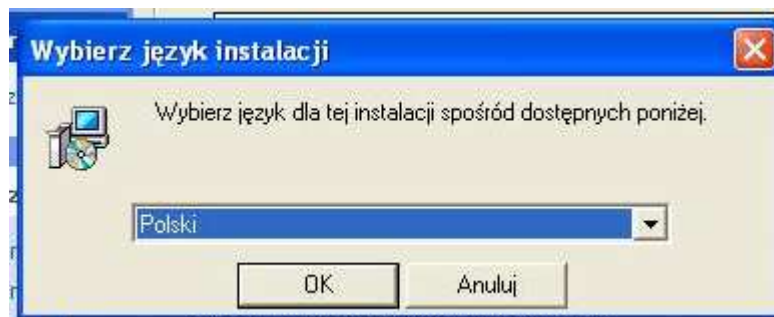 Wybierz język instalacji
Wybierz język dla tej instalacji spośród dostępnych poniżej.
Polski
OK
Anuluj